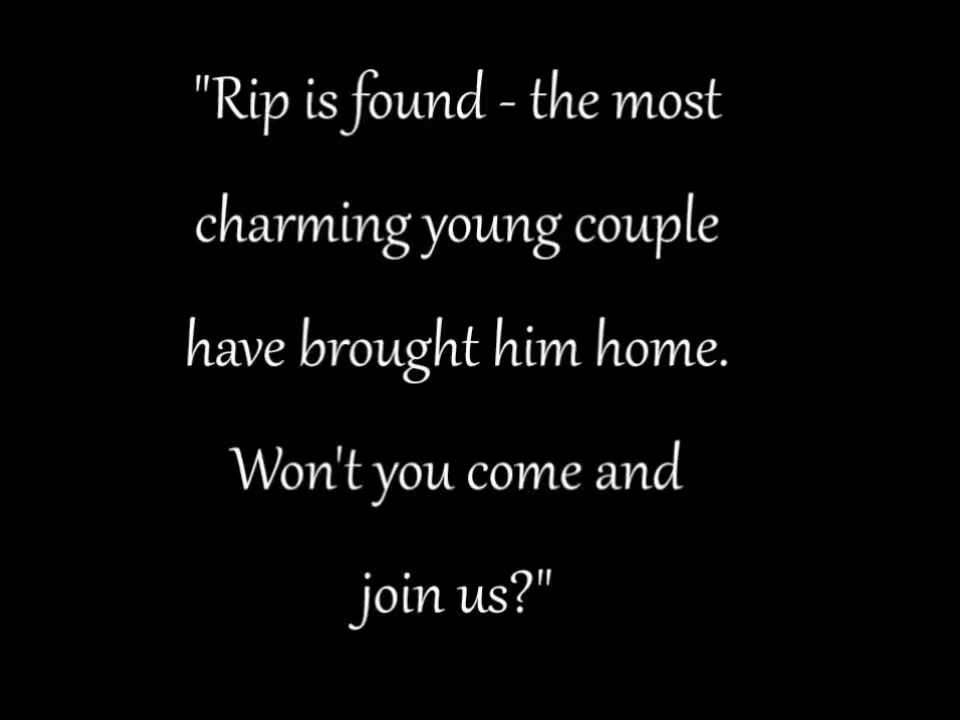 "Rip is found - the most
charming young couple
have brought him home.
Won't you come and
join us?"